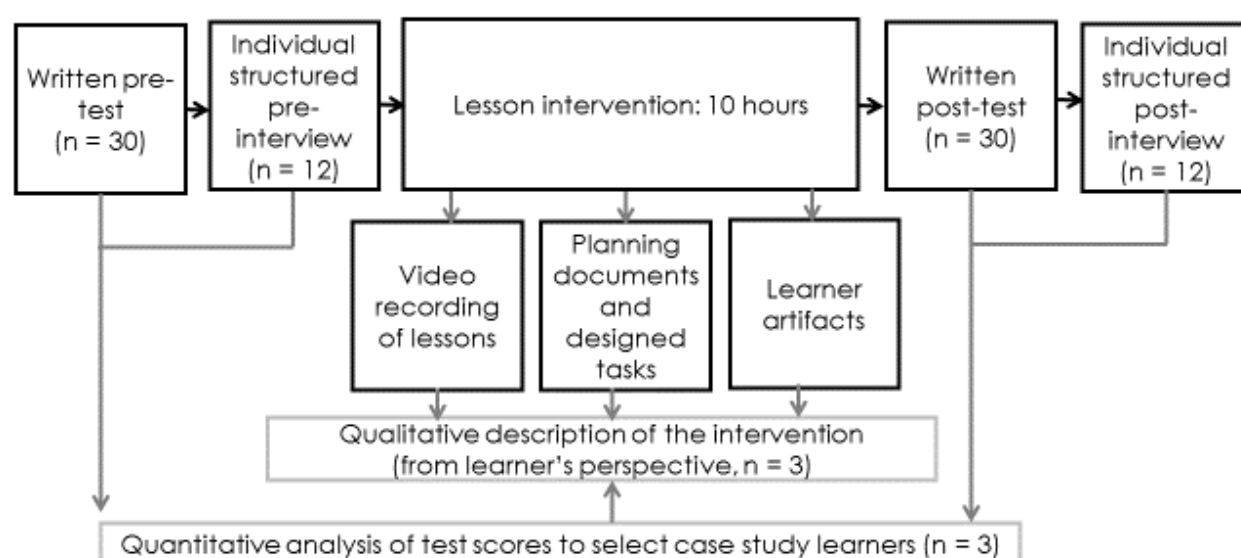 Written pre-
test
(n = 30)
Individual
structured
pre-
interview
(n = 12)
Lesson intervention: 10 hours
Written
post-test
(n = 30)
Individual
structured
post-
interview
(n = 12)
Video
recording
of lessons
Planning
documents
and
designed
tasks
Learner
artifacts
Qualitative description of the intervention
(from learner's perspective, n = 3)
Quantitative analysis of test scores to select case study learners (n = 3)